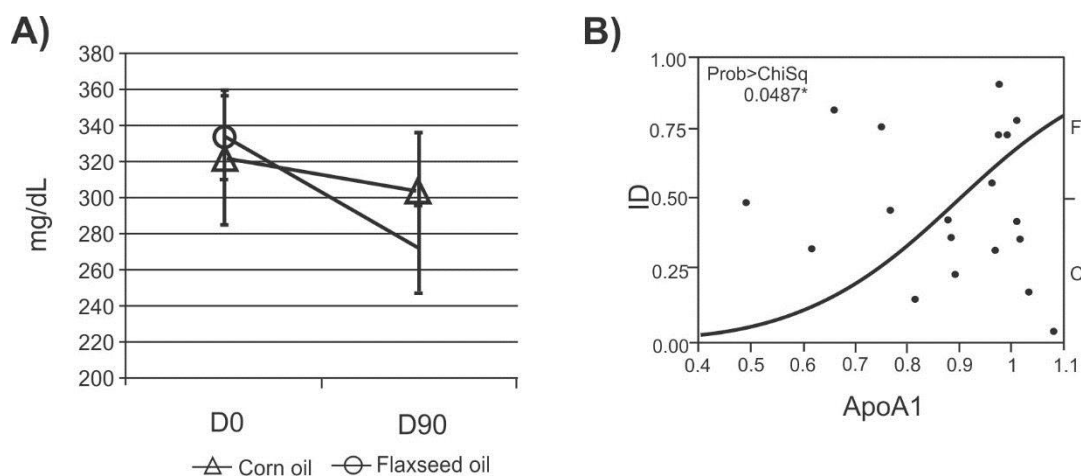 A)
380
360
340
320
300
280
260
240
220
200
mg/dL
D0 D90
Corn oil Flaxseed oil
B)
1.00
0.75
0.50
0.25
0.00
ID
Prob>ChiSq
0.0487*
F
C
0.4 0.5 0.6 0.7 0.8 0.9 1 1.1
ApoA1